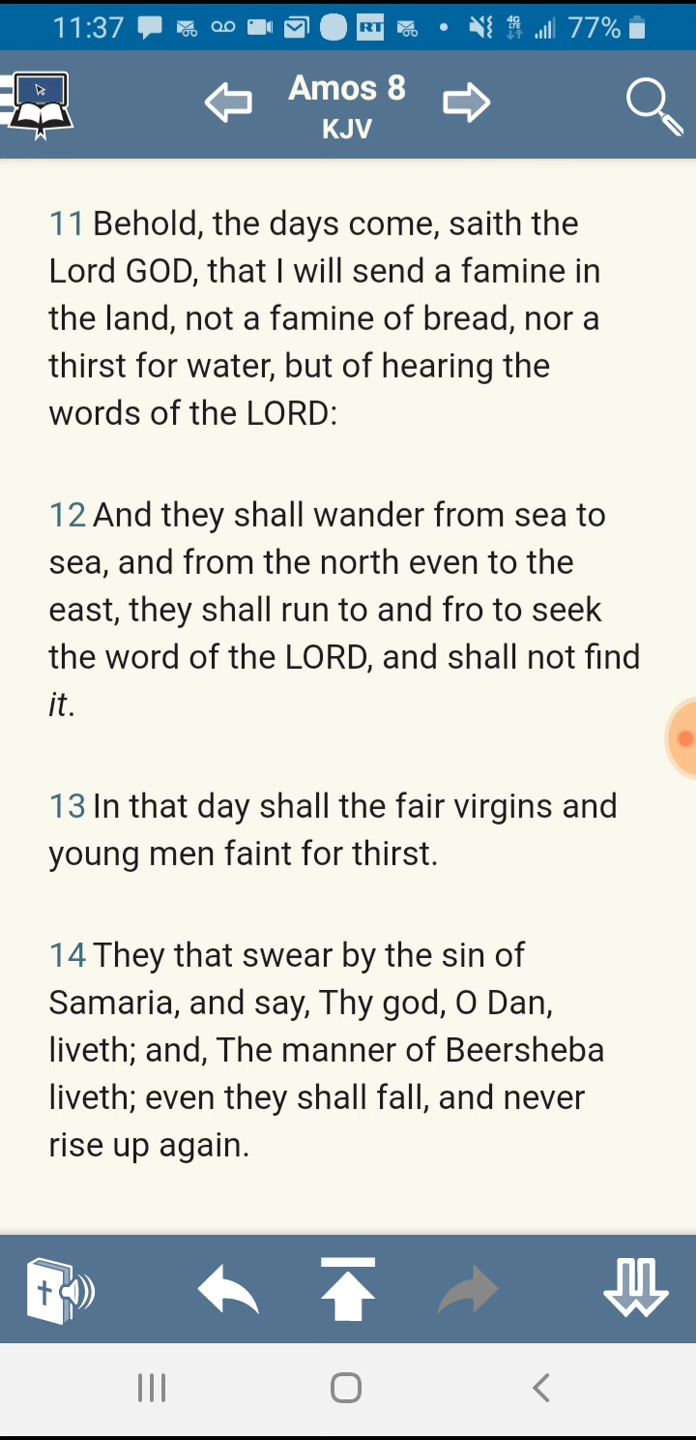 11:37 RT 4G LTE 77%
Amos 8
KJV
11 Behold, the days come, saith the
Lord GOD, that I will send a famine in
the land, not a famine of bread, nor a
thirst for water, but of hearing the
words of the LORD:
12 And they shall wander from sea to
sea, and from the north even to the
east, they shall run to and fro to seek
the word of the LORD, and shall not find
it.
13 In that day shall the fair virgins and
young men faint for thirst.
14 They that swear by the sin of
Samaria, and say, Thy god, O Dan,
liveth; and, The manner of Beersheba
liveth; even they shall fall, and never
rise up again.